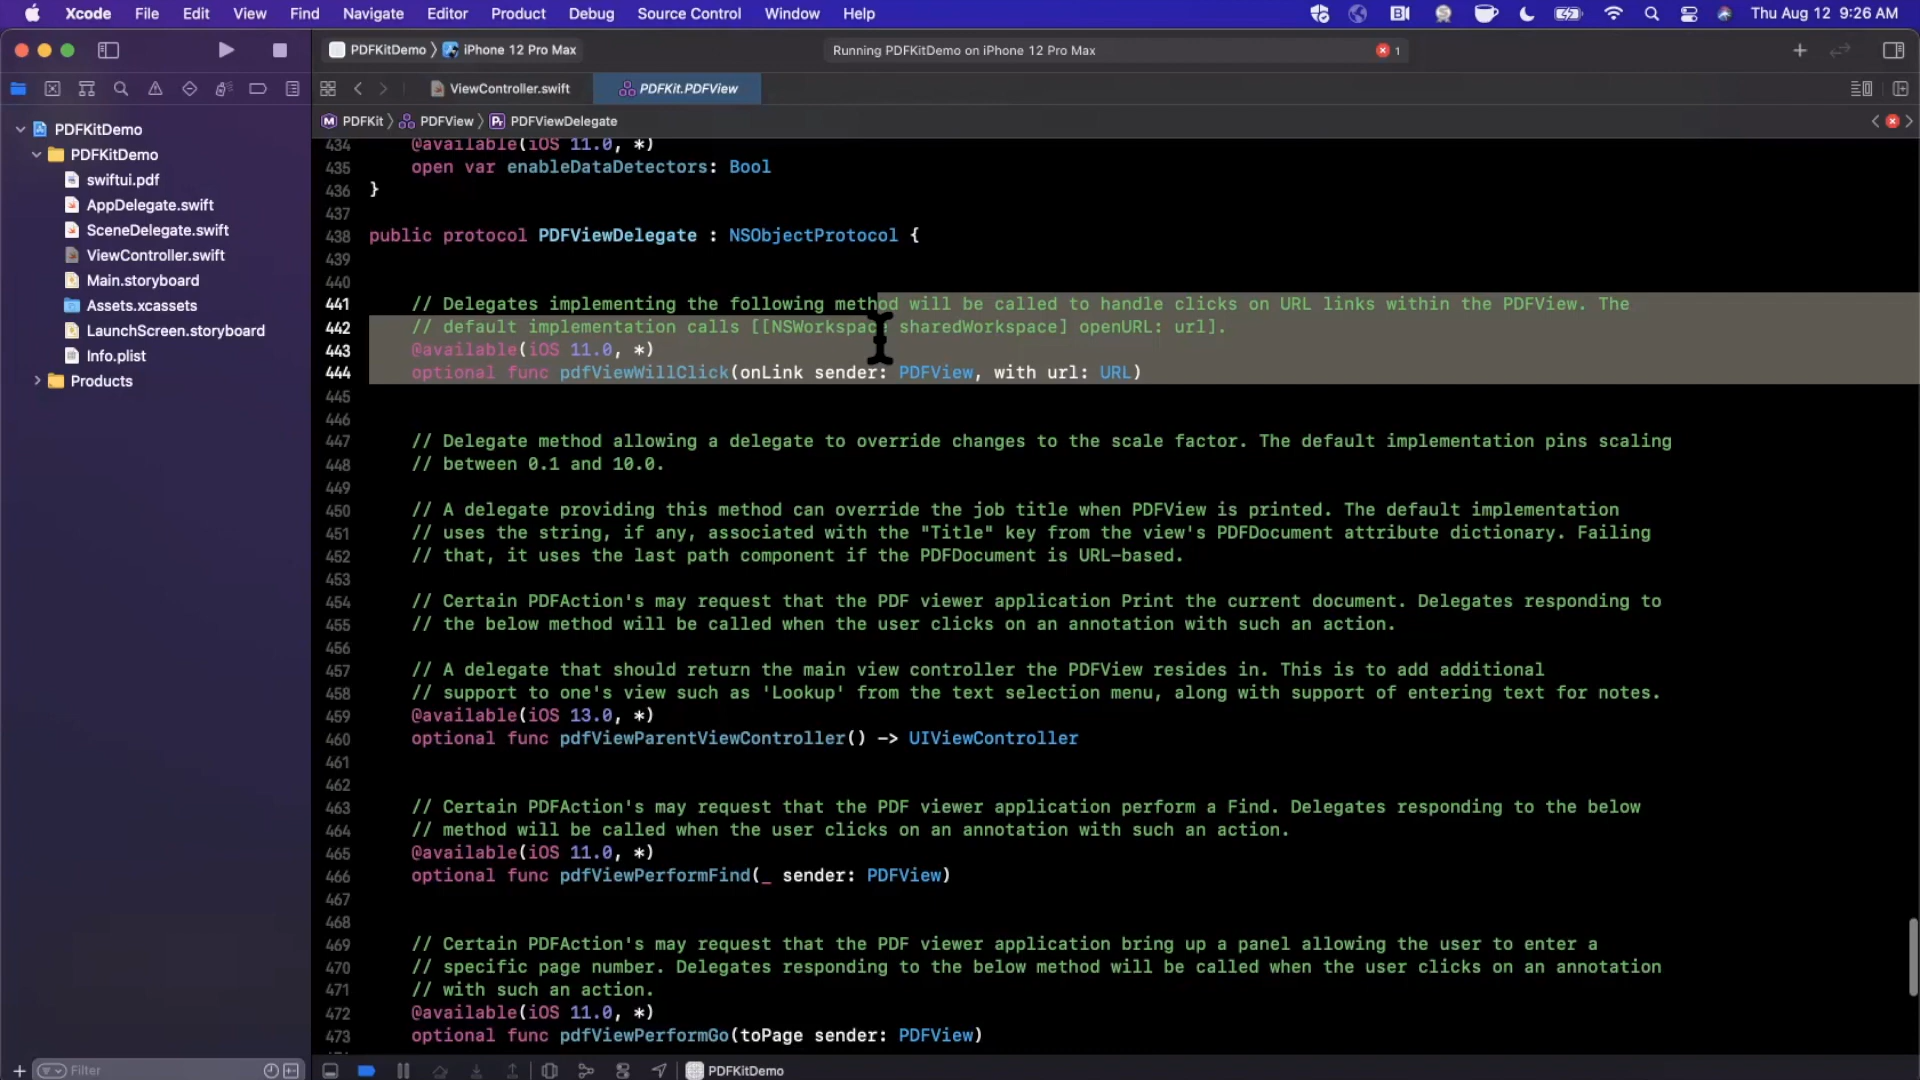 Xcode File Edit View Find Navigate Editor Product Debug Source Control Window Help Thu Aug 12 9:26 AM
PDFKitDemo iPhone 12 Pro Max Running PDFKitDemo on iPhone 12 Pro Max 1
ViewController.swift PDFKit.PDFView
PDFKit PDFView PDFViewDelegate
PDFKitDemo
PDFKitDemo
swiftui.pdf
AppDelegate.swift
SceneDelegate.swift
ViewController.swift
Main.storyboard
Assets.xcassets
LaunchScreen.storyboard
Info.plist
Products
434 @available(iOS 11.0, *)
435 open var enableDataDetectors: Bool
436 }
437
438 public protocol PDFViewDelegate : NSObjectProtocol {
439
440
441 // Delegates implementing the following method will be called to handle clicks on URL links within the PDFView. The
442 // default implementation calls [[NSWorkspace sharedWorkspace] openURL: url].
443 @available(iOS 11.0, *)
444 optional func pdfViewWillClick(onLink sender: PDFView, with url: URL)
445
446
447 // Delegate method allowing a delegate to override changes to the scale factor. The default implementation pins scaling
448 // between 0.1 and 10.0.
449
450 // A delegate providing this method can override the job title when PDFView is printed. The default implementation
451 // uses the string, if any, associated with the "Title" key from the view's PDFDocument attribute dictionary. Failing
452 // that, it uses the last path component if the PDFDocument is URL-based.
453
454 // Certain PDFAction's may request that the PDF viewer application Print the current document. Delegates responding to
455 // the below method will be called when the user clicks on an annotation with such an action.
456
457 // A delegate that should return the main view controller the PDFView resides in. This is to add additional
458 // support to one's view such as 'Lookup' from the text selection menu, along with support of entering text for notes.
459 @available(iOS 13.0, *)
460 optional func pdfViewParentViewController() -> UIViewController
461
462
463 // Certain PDFAction's may request that the PDF viewer application perform a Find. Delegates responding to the below
464 // method will be called when the user clicks on an annotation with such an action.
465 @available(iOS 11.0, *)
466 optional func pdfViewPerformFind(_ sender: PDFView)
467
468
469 // Certain PDFAction's may request that the PDF viewer application bring up a panel allowing the user to enter a
470 // specific page number. Delegates responding to the below method will be called when the user clicks on an annotation
471 // with such an action.
472 @available(iOS 11.0, *)
473 optional func pdfViewPerformGo(toPage sender: PDFView)
Filter PDFKitDemo